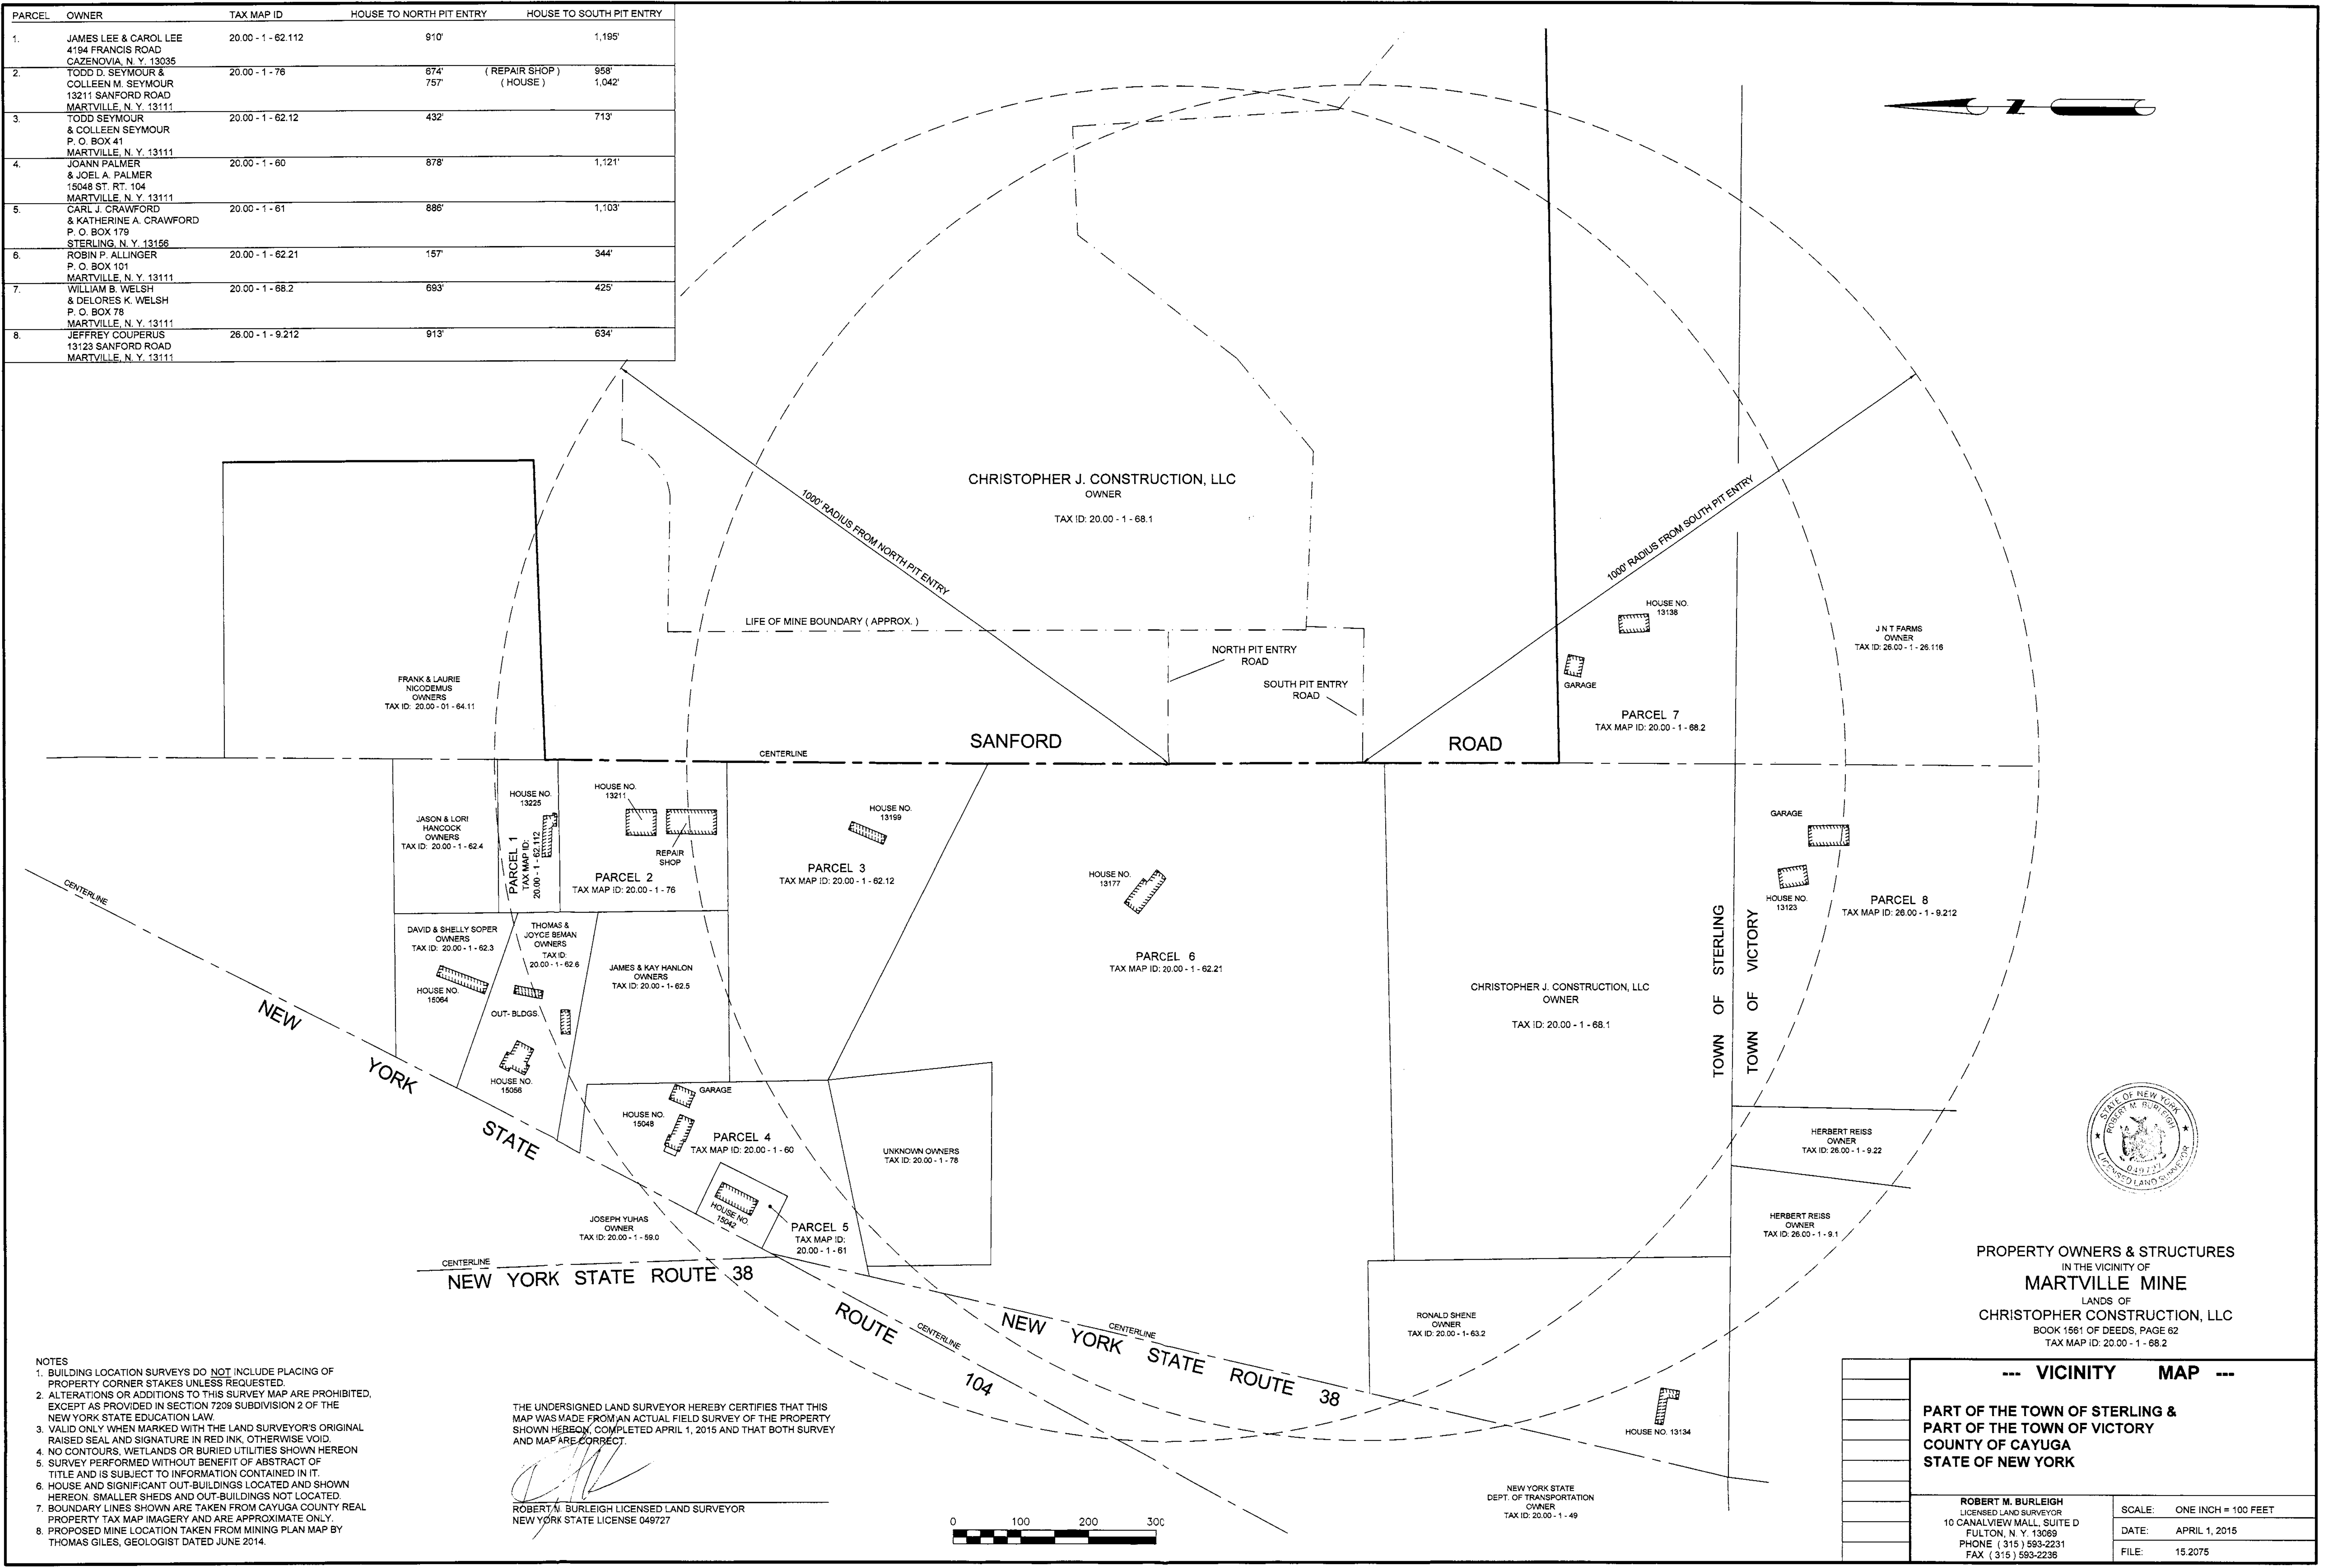 PARCEL OWNER TAX MAP ID HOUSE TO NORTH PIT ENTRY HOUSE TO SOUTH PIT ENTRY
1. JAMES LEE & CAROL LEE 20.00 - 1 - 62.112 910' 1,195'
4194 FRANCIS ROAD
CAZENOVIA, N. Y. 13035
2. TODD D. SEYMOUR & 20.00 - 1 - 76 674' ( REPAIR SHOP ) 958'
COLLEEN M. SEYMOUR 757' ( HOUSE ) 1,042'
13211 SANFORD ROAD
MARTVILLE, N. Y. 13111
3. TODD SEYMOUR 20.00 - 1 - 62.12 432' 713'
& COLLEEN SEYMOUR
P. O. BOX 41
MARTVILLE, N. Y. 13111
4. JOANN PALMER 20.00 - 1 - 60 878' 1,121'
& JOEL A. PALMER
15048 ST. RT. 104
MARTVILLE, N. Y. 13111
5. CARL J. CRAWFORD 20.00 - 1 - 61 886' 1,103'
& KATHERINE A. CRAWFORD
P. O. BOX 179
STERLING, N. Y. 13156
6. ROBIN P. ALLINGER 20.00 - 1 - 62.21 157' 344'
P. O. BOX 101
MARTVILLE, N. Y. 13111
7. WILLIAM B. WELSH 20.00 - 1 - 68.2 693' 425'
& DELORES K. WELSH
P. O. BOX 78
MARTVILLE, N. Y. 13111
8. JEFFREY COUPERUS 26.00 - 1 - 9.212 913' 634'
13123 SANFORD ROAD
MARTVILLE, N. Y. 13111
N
CHRISTOPHER J. CONSTRUCTION, LLC
OWNER
TAX ID: 20.00 - 1 - 68.1
1000' RADIUS FROM NORTH PIT ENTRY
1000' RADIUS FROM SOUTH PIT ENTRY
LIFE OF MINE BOUNDARY ( APPROX. )
NORTH PIT ENTRY
ROAD
SOUTH PIT ENTRY
ROAD
HOUSE NO.
13138
GARAGE
PARCEL 7
TAX MAP ID: 20.00 - 1 - 68.2
J N T FARMS
OWNER
TAX ID: 26.00 - 1 - 26.116
FRANK & LAURIE
NICODEMUS
OWNERS
TAX ID: 20.00 - 01 - 64.11
CENTERLINE
SANFORD
ROAD
JASON & LORI
HANCOCK
OWNERS
TAX ID: 20.00 - 1 - 62.4
HOUSE NO.
13225
PARCEL 1
TAX MAP ID:
20.00 - 1 - 62.112
HOUSE NO.
13211
REPAIR
SHOP
PARCEL 2
TAX MAP ID: 20.00 - 1 - 76
HOUSE NO.
13199
PARCEL 3
TAX MAP ID: 20.00 - 1 - 62.12
HOUSE NO.
13177
PARCEL 6
TAX MAP ID: 20.00 - 1 - 62.21
CHRISTOPHER J. CONSTRUCTION, LLC
OWNER
TAX ID: 20.00 - 1 - 68.1
TOWN OF STERLING
TOWN OF VICTORY
GARAGE
HOUSE NO.
13123
PARCEL 8
TAX MAP ID: 26.00 - 1 - 9.212
CENTERLINE
DAVID & SHELLY SOPER
OWNERS
TAX ID: 20.00 - 1 - 62.3
HOUSE NO.
15064
THOMAS &
JOYCE BEMAN
OWNERS
TAX ID:
20.00 - 1 - 62.6
OUT- BLDGS.
HOUSE NO.
15056
JAMES & KAY HANLON
OWNERS
TAX ID: 20.00 - 1- 62.5
NEW YORK STATE
GARAGE
HOUSE NO.
15048
PARCEL 4
TAX MAP ID: 20.00 - 1 - 60
HOUSE NO.
15042
PARCEL 5
TAX MAP ID:
20.00 - 1 - 61
UNKNOWN OWNERS
TAX ID: 20.00 - 1 - 78
JOSEPH YUHAS
OWNER
TAX ID: 20.00 - 1 - 59.0
CENTERLINE
NEW YORK STATE ROUTE 38
ROUTE 104
CENTERLINE
CENTERLINE
NEW YORK STATE ROUTE 38
HERBERT REISS
OWNER
TAX ID: 26.00 - 1 - 9.22
HERBERT REISS
OWNER
TAX ID: 26.00 - 1 - 9.1
RONALD SHENE
OWNER
TAX ID: 20.00 - 1 - 63.2
HOUSE NO. 13134
NEW YORK STATE
DEPT. OF TRANSPORTATION
OWNER
TAX ID: 20.00 - 1 - 49
STATE OF NEW YORK
ROBERT M. BURLEIGH
049727
LICENSED LAND SURVEYOR
PROPERTY OWNERS & STRUCTURES
IN THE VICINITY OF
MARTVILLE MINE
LANDS OF
CHRISTOPHER CONSTRUCTION, LLC
BOOK 1561 OF DEEDS, PAGE 62
TAX MAP ID: 20.00 - 1 - 68.2
NOTES
1. BUILDING LOCATION SURVEYS DO NOT INCLUDE PLACING OF
PROPERTY CORNER STAKES UNLESS REQUESTED.
2. ALTERATIONS OR ADDITIONS TO THIS SURVEY MAP ARE PROHIBITED,
EXCEPT AS PROVIDED IN SECTION 7209 SUBDIVISION 2 OF THE
NEW YORK STATE EDUCATION LAW.
3. VALID ONLY WHEN MARKED WITH THE LAND SURVEYOR'S ORIGINAL
RAISED SEAL AND SIGNATURE IN RED INK, OTHERWISE VOID.
4. NO CONTOURS, WETLANDS OR BURIED UTILITIES SHOWN HEREON
5. SURVEY PERFORMED WITHOUT BENEFIT OF ABSTRACT OF
TITLE AND IS SUBJECT TO INFORMATION CONTAINED IN IT.
6. HOUSE AND SIGNIFICANT OUT-BUILDINGS LOCATED AND SHOWN
HEREON. SMALLER SHEDS AND OUT-BUILDINGS NOT LOCATED.
7. BOUNDARY LINES SHOWN ARE TAKEN FROM CAYUGA COUNTY REAL
PROPERTY TAX MAP IMAGERY AND ARE APPROXIMATE ONLY.
8. PROPOSED MINE LOCATION TAKEN FROM MINING PLAN MAP BY
THOMAS GILES, GEOLOGIST DATED JUNE 2014.
THE UNDERSIGNED LAND SURVEYOR HEREBY CERTIFIES THAT THIS
MAP WAS MADE FROM AN ACTUAL FIELD SURVEY OF THE PROPERTY
SHOWN HEREON, COMPLETED APRIL 1, 2015 AND THAT BOTH SURVEY
AND MAP ARE CORRECT.
ROBERT M. BURLEIGH LICENSED LAND SURVEYOR
NEW YORK STATE LICENSE 049727
0 100 200 300
--- VICINITY MAP ---
PART OF THE TOWN OF STERLING &
PART OF THE TOWN OF VICTORY
COUNTY OF CAYUGA
STATE OF NEW YORK
ROBERT M. BURLEIGH
LICENSED LAND SURVEYOR
10 CANALVIEW MALL, SUITE D
FULTON, N. Y. 13069
PHONE ( 315 ) 593-2231
FAX ( 315 ) 593-2236
SCALE: ONE INCH = 100 FEET
DATE: APRIL 1, 2015
FILE: 15.2075